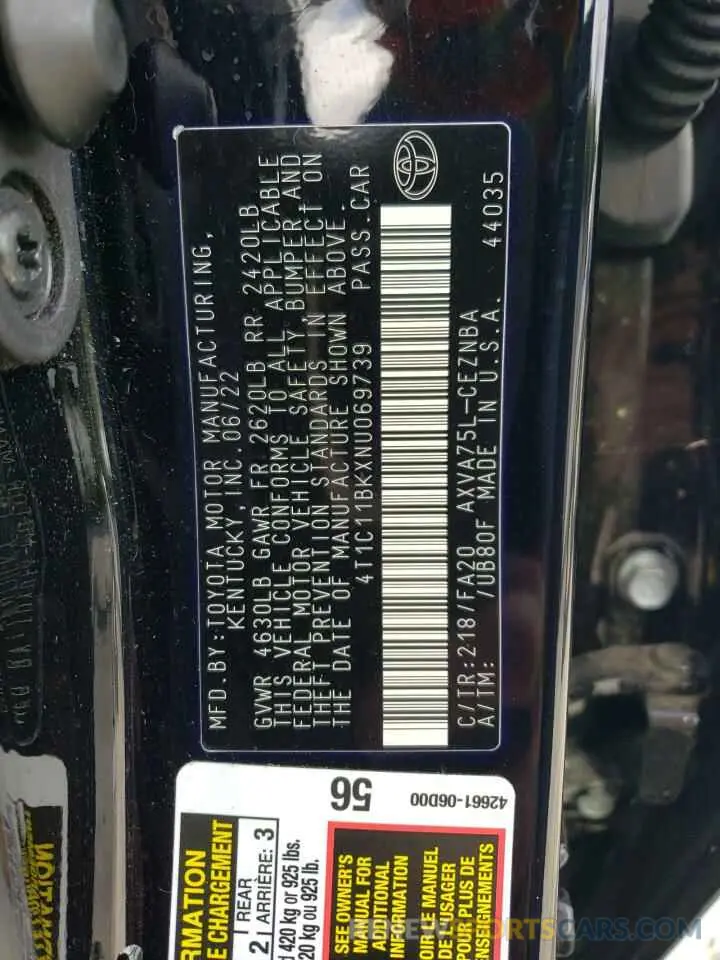 MFD.BY:TOYOTA MOTOR MANUFACTURING,
KENTUCKY, INC. 06/22
GVWR 4630LB GAWR FR 2620LB RR 2420LB
THIS VEHICLE CONFORMS TO ALL APPLICABLE
FEDERAL MOTOR VEHICLE SAFETY, BUMPER AND
THEFT PREVENTION STANDARDS IN EFFECT ON
THE DATE OF MANUFACTURE SHOWN ABOVE.
4T1C11BKXNU069739 PASS.CAR
C/TR:218/FA20 AXVA75L-CEZNBA
A/TM: /UB80F MADE IN U.S.A. 44035
56
42661-06D00
RMATION
E CHARGEMENT
2 REAR
ARRIÈRE: 3
420 kg or 925 lbs.
20 kg ou 925 lb.
SEE OWNER'S
MANUAL FOR
ADDITIONAL
INFORMATION
OIR LE MANUEL
DE L'USAGER
POUR PLUS DE
ENSEIGNEMENTS